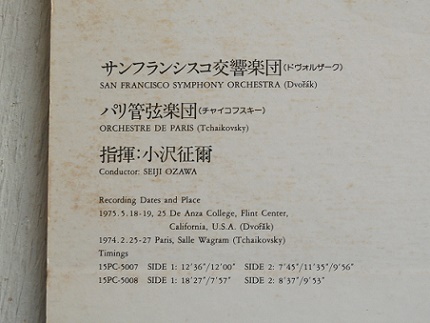 サンフランシスコ交響楽団(ドヴォルザーク)
SAN FRANCISCO SYMPHONY ORCHESTRA (Dvořák)
パリ管弦楽団(チャイコフスキー)
ORCHESTRE DE PARIS (Tchaikovsky)
指揮:小沢征爾
Conductor: SEIJI OZAWA
Recording Dates and Place
1975.5.18-19, 25 De Anza College, Flint Center,
California, U.S.A. (Dvořák)
1974.2.25-27 Paris, Salle Wagram (Tchaikovsky)
Timings
15PC-5007 SIDE 1: 12'36"/12'00" SIDE 2: 7'45"/11'35"/9'56"
15PC-5008 SIDE 1: 18'27"/7'57" SIDE 2: 8'37"/9'53"